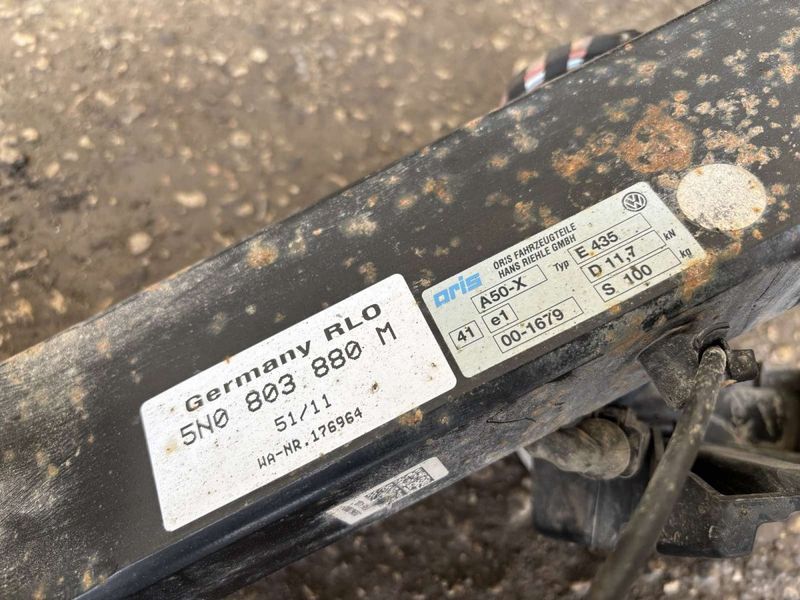 Germany RLO
5N0 803 880 M
51/11
WA-NR.176964
oris
ORIS FAHRZEUGTEILE
HANS RIEHLE GMBH
A50-X
Typ E 435
41 e1
D 11,7 kN
00-1679
S 100 kg